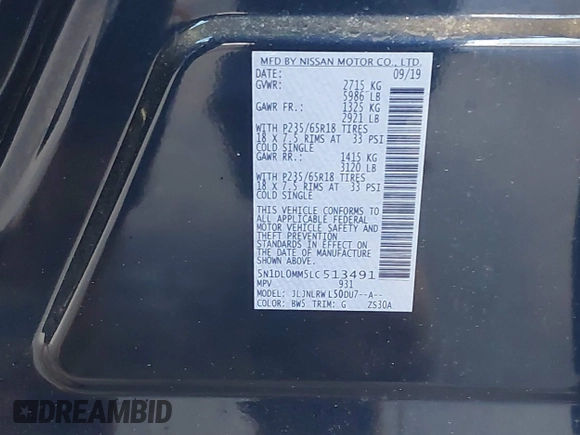 MFD BY NISSAN MOTOR CO., LTD.
DATE: 09/19
GVWR: 2715 KG
5986 LB
GAWR FR.: 1325 KG
2921 LB
WITH P235/65R18 TIRES
18 X 7.5 RIMS AT 33 PSI
COLD SINGLE
GAWR RR.: 1415 KG
3120 LB
WITH P235/65R18 TIRES
18 X 7.5 RIMS AT 33 PSI
COLD SINGLE
THIS VEHICLE CONFORMS TO
ALL APPLICABLE FEDERAL
MOTOR VEHICLE SAFETY AND
THEFT PREVENTION
STANDARDS IN EFFECT ON
THE DATE OF MANUFACTURE
SHOWN ABOVE.
5N1DL0MM5LC513491
MPV 931
MODEL: JLJNLRWL50DU7--A--
COLOR: BW5 TRIM: G ZS30A
DREAMBID